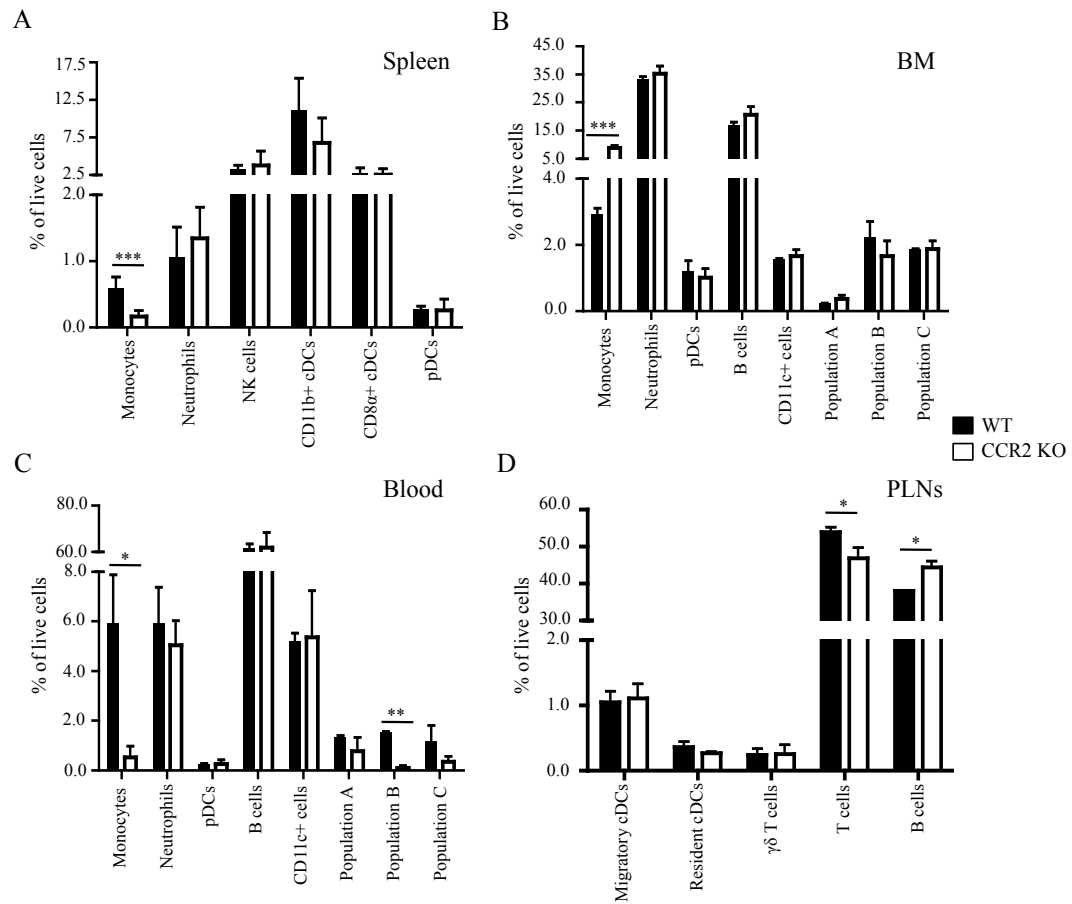 A
Spleen
% of live cells
17.5
12.5
7.5
2.5
2.0
1.0
0.0
***
Monocytes
Neutrophils
NK cells
CD11b+ cDCs
CD8α+ cDCs
pDCs
B
BM
% of live cells
45.0
35.0
25.0
15.0
5.0
4.0
2.0
0.0
***
Monocytes
Neutrophils
pDCs
B cells
CD11c+ cells
Population A
Population B
Population C
WT
CCR2 KO
C
Blood
% of live cells
80.0
60.0
8.0
6.0
4.0
2.0
0.0
*
**
Monocytes
Neutrophils
pDCs
B cells
CD11c+ cells
Population A
Population B
Population C
D
PLNs
% of live cells
60.0
50.0
40.0
30.0
2.0
1.0
0.0
*
*
Migratory cDCs
Resident cDCs
γδ T cells
T cells
B cells